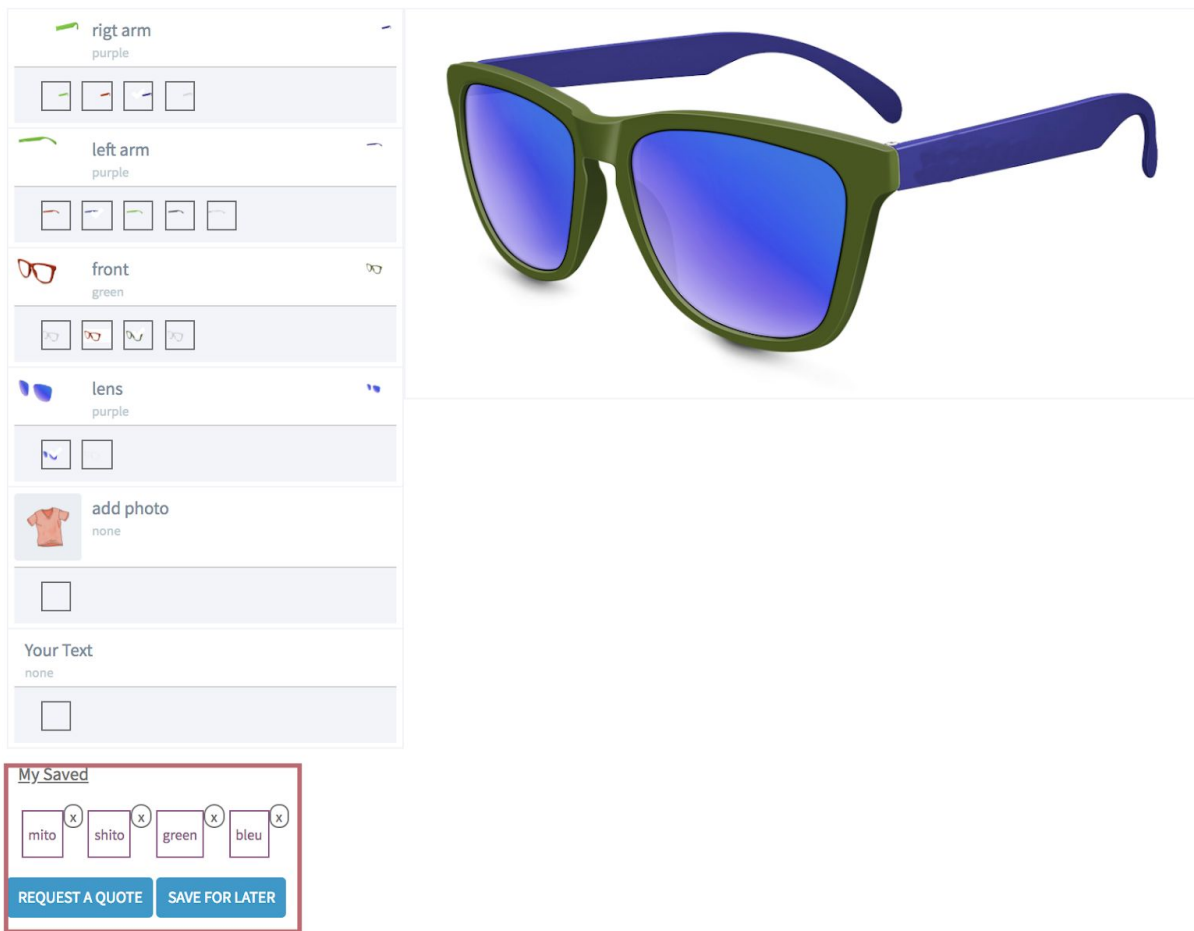 rigt arm
purple
left arm
purple
front
green
lens
purple
add photo
none
Your Text
none
My Saved
mito x shito x green x bleu x
REQUEST A QUOTE SAVE FOR LATER